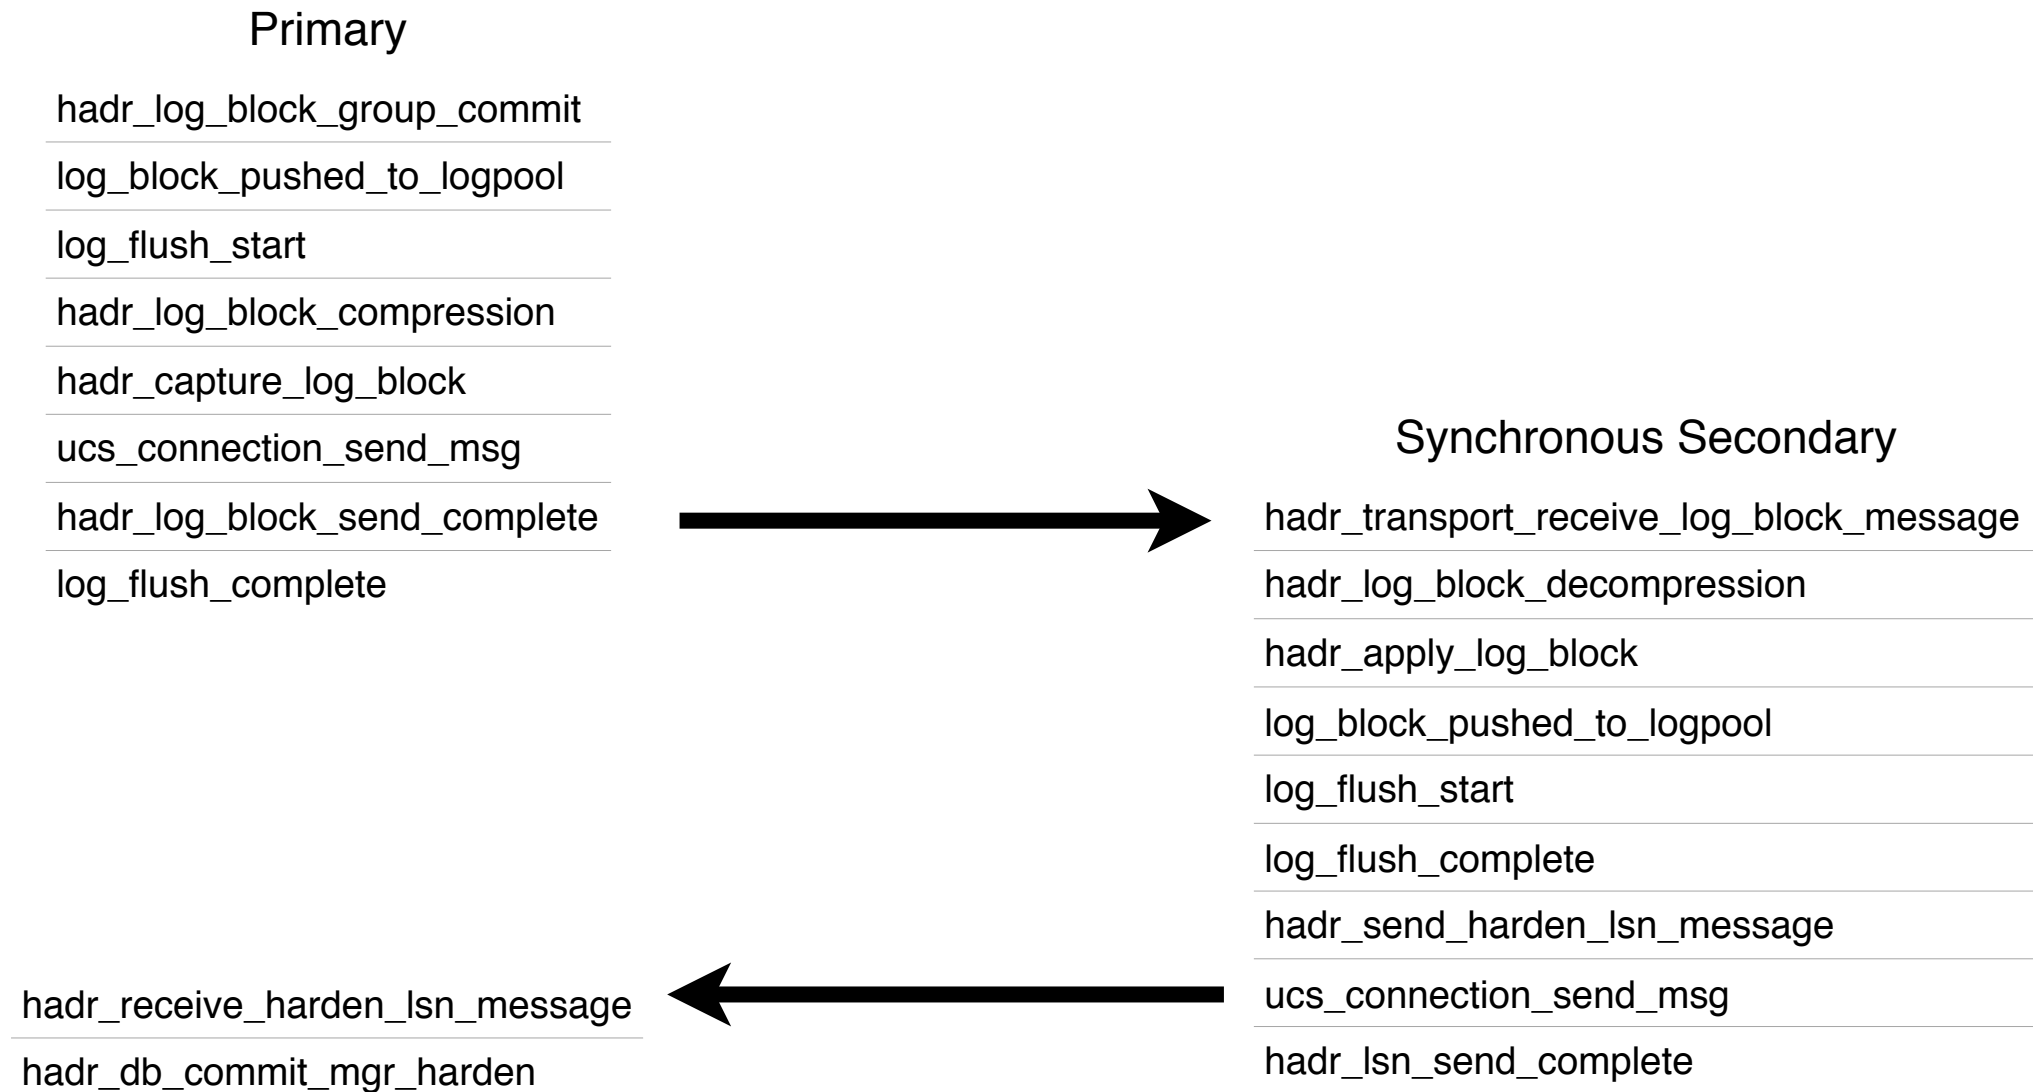 Primary
hadr_log_block_group_commit
log_block_pushed_to_logpool
log_flush_start
hadr_log_block_compression
hadr_capture_log_block
ucs_connection_send_msg
hadr_log_block_send_complete
log_flush_complete
Synchronous Secondary
hadr_transport_receive_log_block_message
hadr_log_block_decompression
hadr_apply_log_block
log_block_pushed_to_logpool
log_flush_start
log_flush_complete
hadr_send_harden_lsn_message
ucs_connection_send_msg
hadr_lsn_send_complete
hadr_receive_harden_lsn_message
hadr_db_commit_mgr_harden